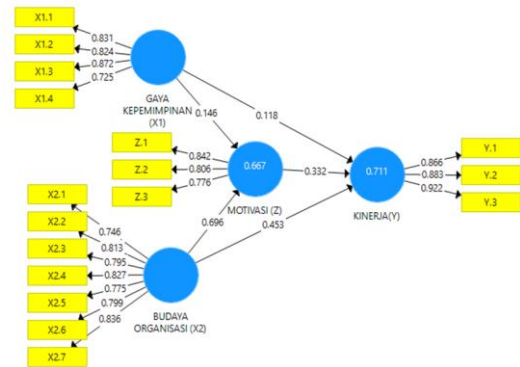 X1.1
X1.2
X1.3
X1.4
0.831
0.824
0.872
0.725
GAYA
KEPEMIMPINAN
(X1)
0.146
0.118
Z.1
Z.2
Z.3
0.842
0.806
0.776
0.667
MOTIVASI (Z)
0.332
0.711
KINERJA(Y)
0.866
0.883
0.922
Y.1
Y.2
Y.3
0.696
0.453
X2.1
X2.2
X2.3
X2.4
X2.5
X2.6
X2.7
0.746
0.813
0.795
0.827
0.775
0.799
0.836
BUDAYA
ORGANISASI (X2)